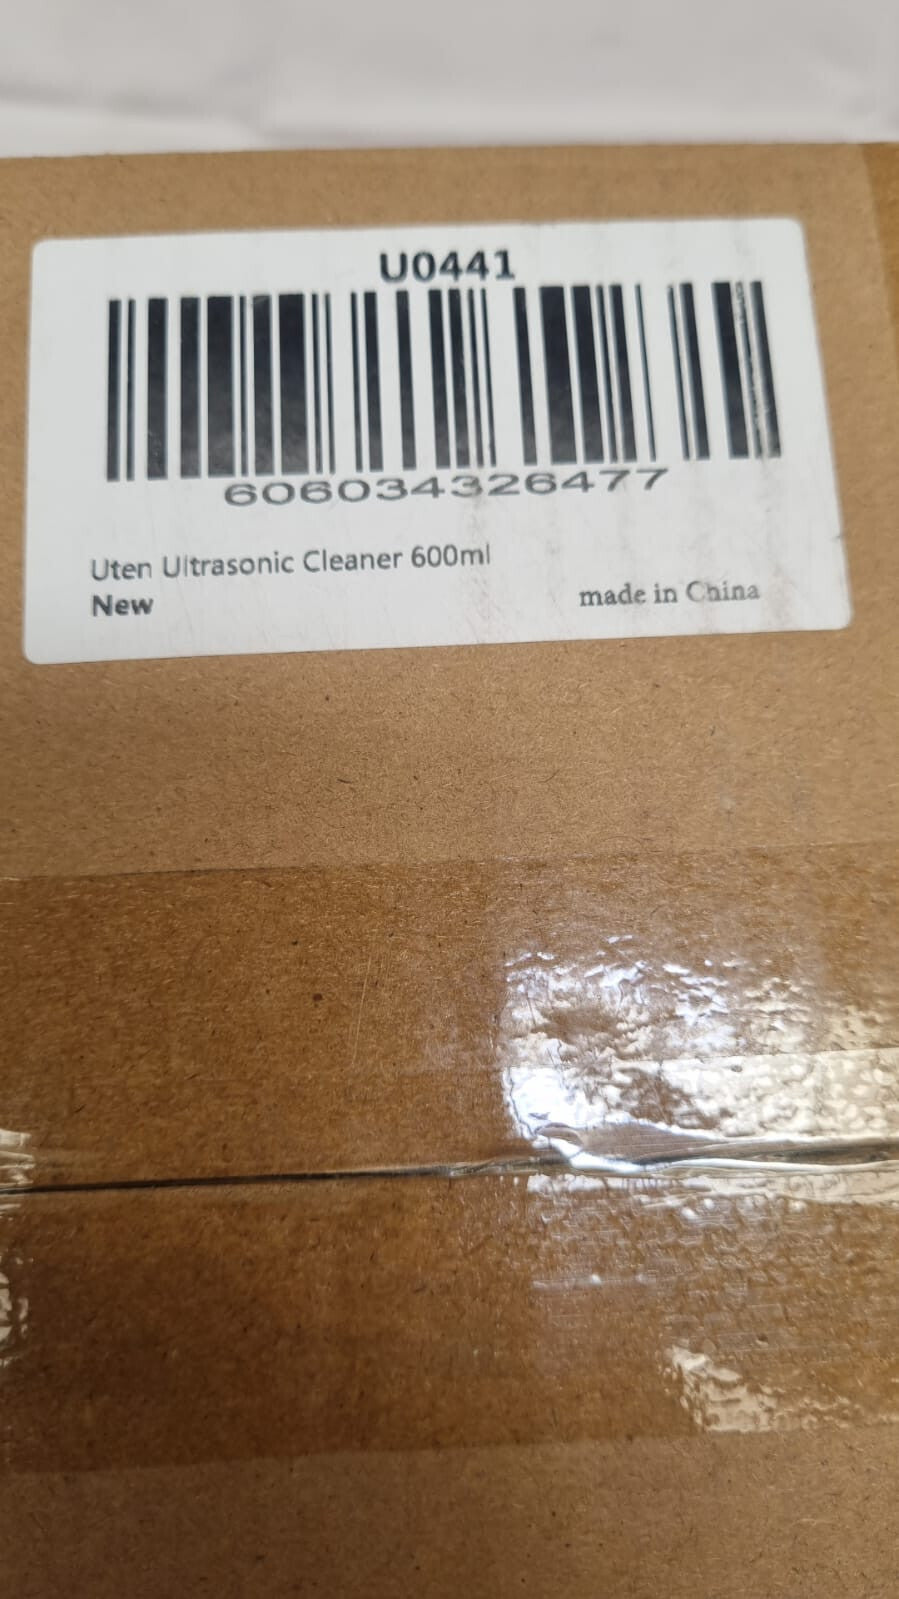 U0441
606034326477
Uten Ultrasonic Cleaner 600ml
New
made in China